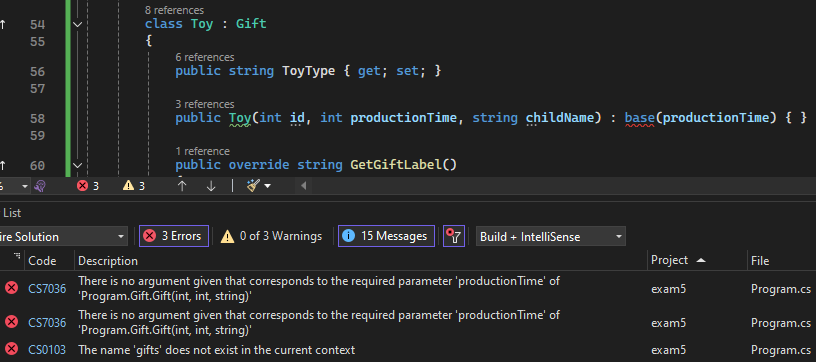 8 references
54 class Toy : Gift
55 {
6 references
56 public string ToyType { get; set; }
57
3 references
58 public Toy(int id, int productionTime, string childName) : base(productionTime) { }
59
1 reference
60 public override string GetGiftLabel()
% 3 3
List
ire Solution 3 Errors 0 of 3 Warnings 15 Messages Build + IntelliSense
Code Description Project File
CS7036 There is no argument given that corresponds to the required parameter 'productionTime' of 'Program.Gift.Gift(int, int, string)' exam5 Program.cs
CS7036 There is no argument given that corresponds to the required parameter 'productionTime' of 'Program.Gift.Gift(int, int, string)' exam5 Program.cs
CS0103 The name 'gifts' does not exist in the current context exam5 Program.cs